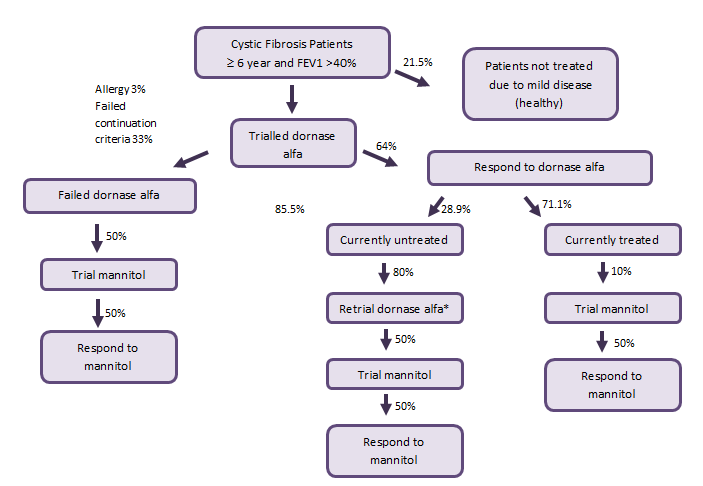 Cystic Fibrosis Patients
≥ 6 year and FEV1 >40%
21.5%
Patients not treated
due to mild disease
(healthy)
Allergy 3%
Failed
continuation
criteria 33%
Trialled dornase
alfa
64%
Respond to dornase alfa
Failed dornase alfa
85.5%
28.9%
71.1%
50%
Currently untreated
Currently treated
Trial mannitol
80%
10%
50%
Retrial dornase alfa*
Trial mannitol
Respond to
mannitol
50%
50%
Trial mannitol
Respond to
mannitol
50%
Respond to
mannitol